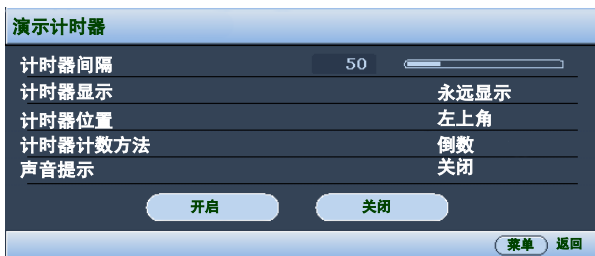 演示计时器
计时器间隔 50
计时器显示 永远显示
计时器位置 左上角
计时器计数方法 倒数
声音提示 关闭
开启 关闭
菜单 返回